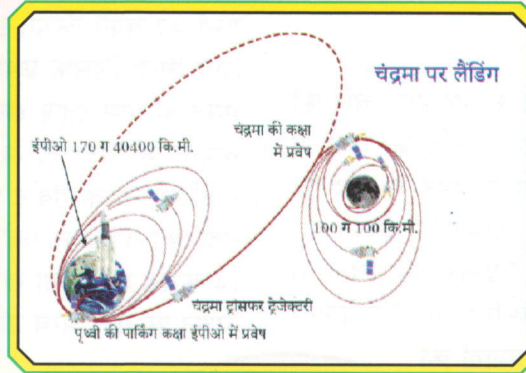 चंद्रमा पर लैंडिंग
चंद्रमा की कक्षा
में प्रवेष
ईपीओ 170 ग 40400 कि.मी.
100 ग 100 कि.मी.
चंद्रमा ट्रांसफर ट्रेजेक्टरी
पृथ्वी की पार्किंग कक्षा ईपीओ में प्रवेष